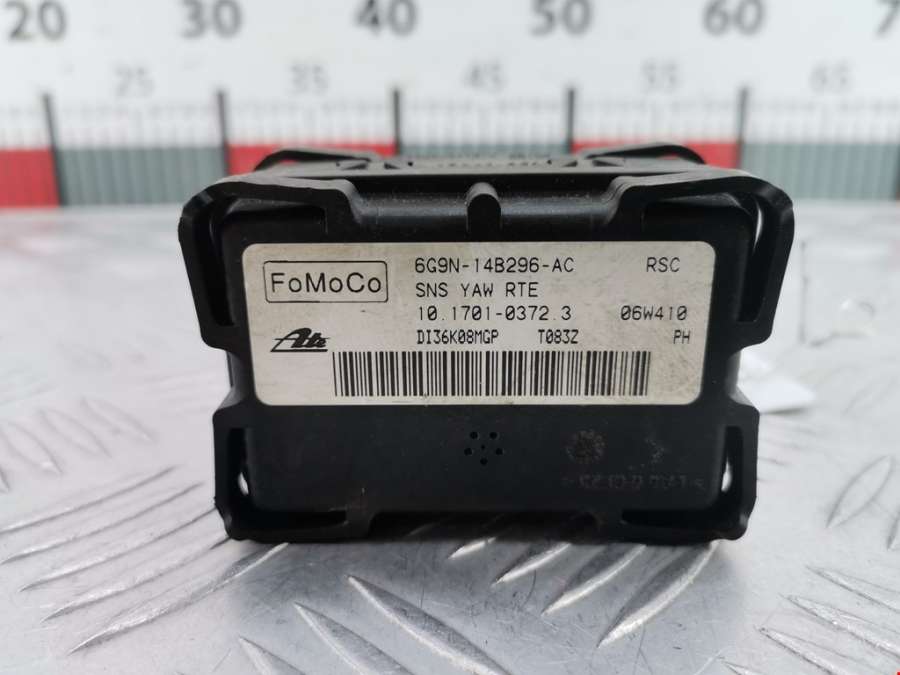 20 30 40 50 60 7
25 35 45 55 65
FoMoCo 6G9N-14B296-AC RSC
SNS YAW RTE
10.1701-0372.3 06W410
Ate DI36K08MGP T083Z PH